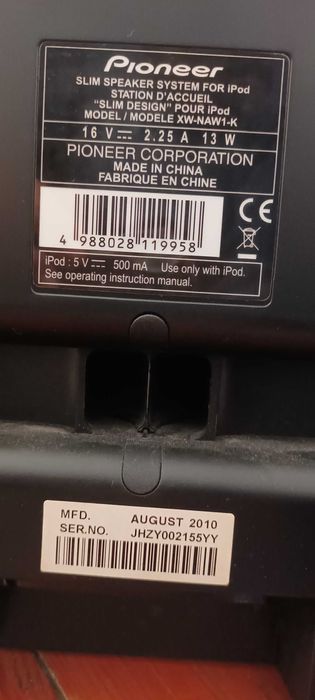 Pioneer
SLIM SPEAKER SYSTEM FOR iPod
STATION D'ACCUEIL
"SLIM DESIGN" POUR iPod
MODEL / MODELE XW-NAW1-K
16 V ⎓ 2.25 A 13 W
PIONEER CORPORATION
MADE IN CHINA
FABRIQUE EN CHINE
4 988028 119958
CE
iPod : 5 V ⎓ 500 mA Use only with iPod.
See operating instruction manual.
MFD. AUGUST 2010
SER.NO. JHZY002155YY